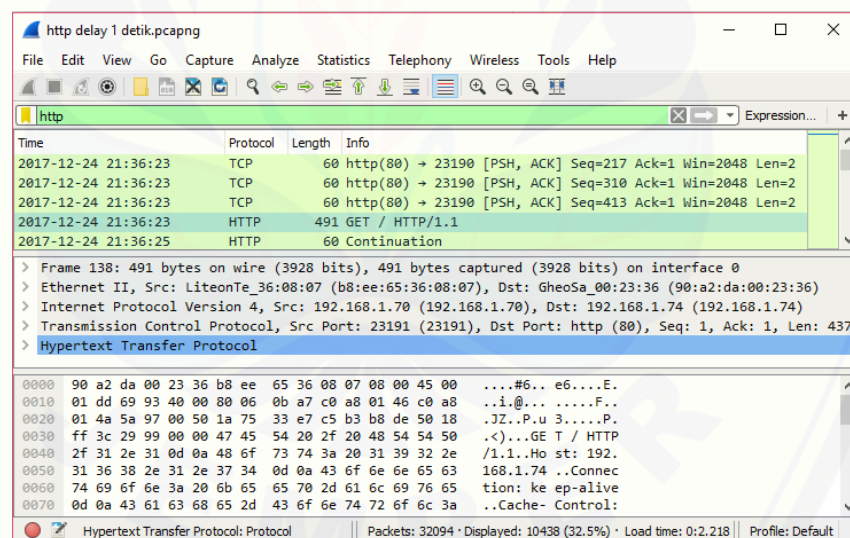 http delay 1 detik.pcapng
File Edit View Go Capture Analyze Statistics Telephony Wireless Tools Help
http Expression... +
Time Protocol Length Info
2017-12-24 21:36:23 TCP 60 http(80) → 23190 [PSH, ACK] Seq=217 Ack=1 Win=2048 Len=2
2017-12-24 21:36:23 TCP 60 http(80) → 23190 [PSH, ACK] Seq=310 Ack=1 Win=2048 Len=2
2017-12-24 21:36:23 TCP 60 http(80) → 23190 [PSH, ACK] Seq=413 Ack=1 Win=2048 Len=2
2017-12-24 21:36:23 HTTP 491 GET / HTTP/1.1
2017-12-24 21:36:25 HTTP 60 Continuation
> Frame 138: 491 bytes on wire (3928 bits), 491 bytes captured (3928 bits) on interface 0
> Ethernet II, Src: LiteonTe_36:08:07 (b8:ee:65:36:08:07), Dst: GheoSa_00:23:36 (90:a2:da:00:23:36)
> Internet Protocol Version 4, Src: 192.168.1.70 (192.168.1.70), Dst: 192.168.1.74 (192.168.1.74)
> Transmission Control Protocol, Src Port: 23191 (23191), Dst Port: http (80), Seq: 1, Ack: 1, Len: 437
> Hypertext Transfer Protocol
0000 90 a2 da 00 23 36 b8 ee 65 36 08 07 08 00 45 00 ....#6.. e6....E.
0010 01 dd 69 93 40 00 80 06 0b a7 c0 a8 01 46 c0 a8 ..i.@... .....F..
0020 01 4a 5a 97 00 50 1a 75 33 e7 c5 b3 b8 de 50 18 .JZ..P.u 3.....P.
0030 ff 3c 29 99 00 00 47 45 54 20 2f 20 48 54 54 50 .<)...GE T / HTTP
0040 2f 31 2e 31 0d 0a 48 6f 73 74 3a 20 31 39 32 2e /1.1..Ho st: 192.
0050 31 36 38 2e 31 2e 37 34 0d 0a 43 6f 6e 6e 65 63 168.1.74 ..Connec
0060 74 69 6f 6e 3a 20 6b 65 65 70 2d 61 6c 69 76 65 tion: ke ep-alive
0070 0d 0a 43 61 63 68 65 2d 43 6f 6e 74 72 6f 6c 3a ..Cache- Control:
Hypertext Transfer Protocol: Protocol Packets: 32094 · Displayed: 10438 (32.5%) · Load time: 0:2.218 Profile: Default